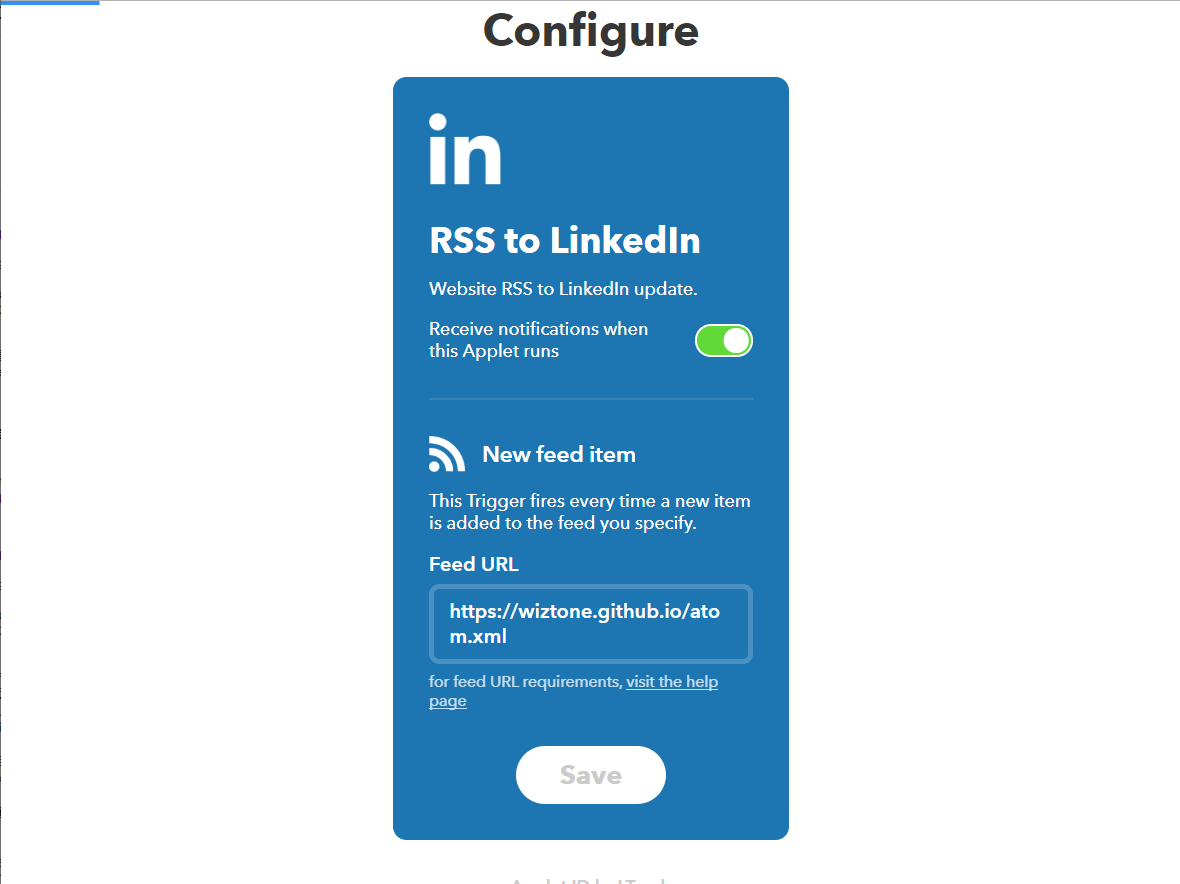 Configure
in
RSS to LinkedIn
Website RSS to LinkedIn update.
Receive notifications when
this Applet runs
New feed item
This Trigger fires every time a new item
is added to the feed you specify.
Feed URL
https://wiztone.github.io/ato
m.xml
for feed URL requirements, visit the help
page
Save